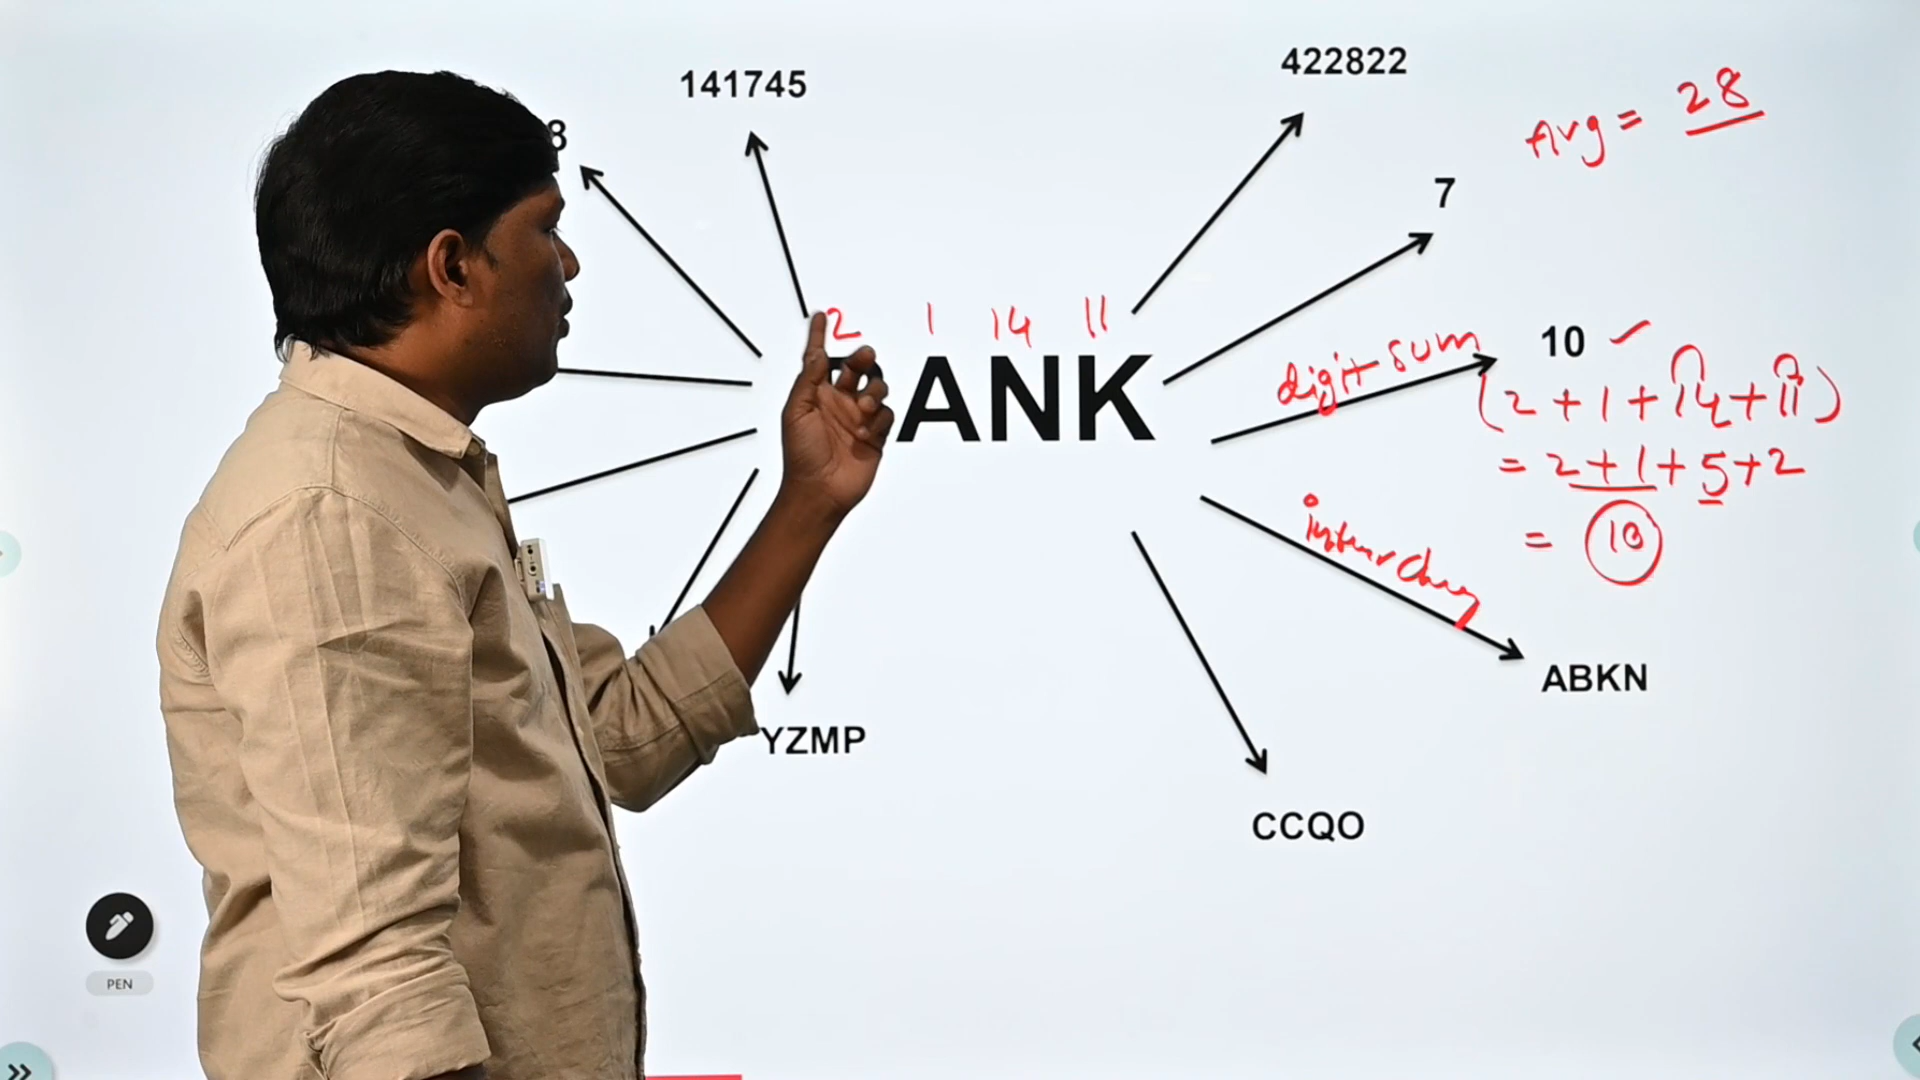 422822
141745
Avg = 28
8
7
2 1 14 11
BANK
digit sum
10
(2 + 1 + 14 + 11)
= 2 + 1 + 5 + 2
= 10
ABKN
YZMP
CCQO
PEN